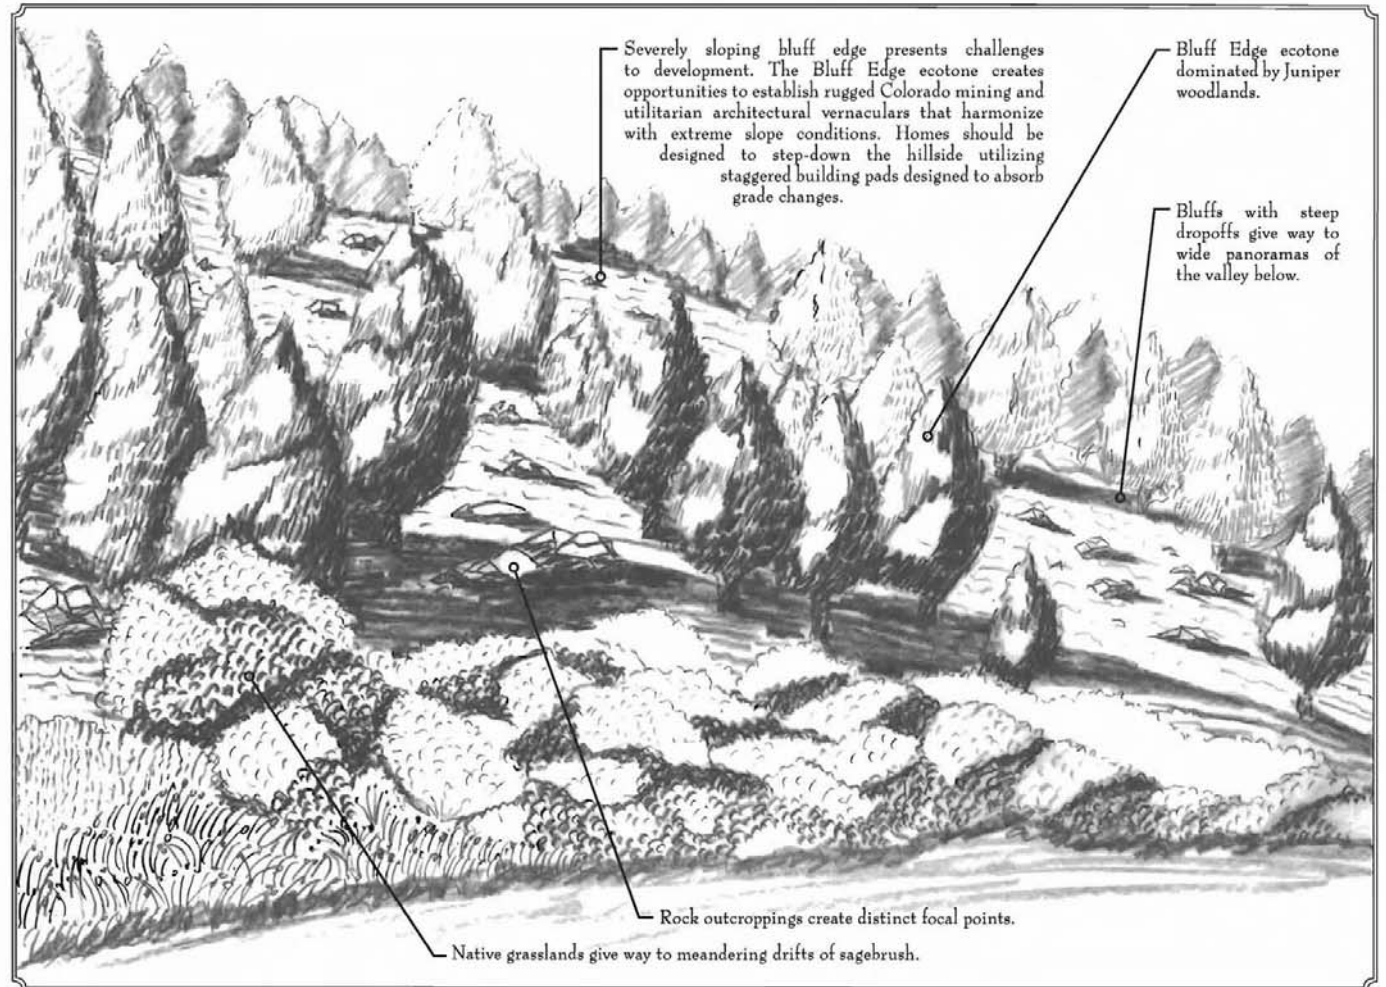 Severely sloping bluff edge presents challenges
to development. The Bluff Edge ecotone creates
opportunities to establish rugged Colorado mining and
utilitarian architectural vernaculars that harmonize
with extreme slope conditions. Homes should be
designed to step-down the hillside utilizing
staggered building pads designed to absorb
grade changes.
Bluff Edge ecotone
dominated by Juniper
woodlands.
Bluffs with steep
dropoffs give way to
wide panoramas of
the valley below.
Rock outcroppings create distinct focal points.
Native grasslands give way to meandering drifts of sagebrush.